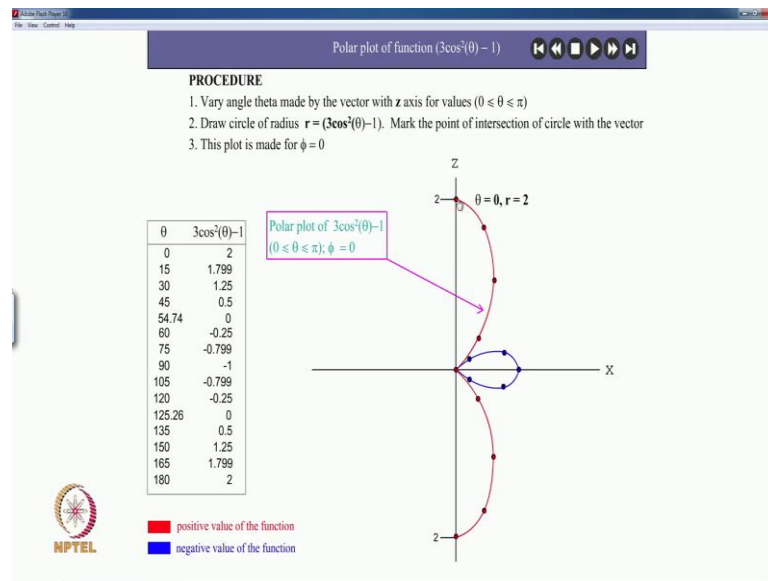 Adobe Flash Player 10
File View Control Help
Polar plot of function (3cos²(θ) – 1)
PROCEDURE
1. Vary angle theta made by the vector with z axis for values (0 ⩽ θ ⩽ π)
2. Draw circle of radius r = (3cos²(θ)–1). Mark the point of intersection of circle with the vector
3. This plot is made for ϕ = 0
Z
2
θ = 0, r = 2
Polar plot of 3cos²(θ)–1
(0 ⩽ θ ⩽ π); ϕ = 0
θ 3cos²(θ)–1
0 2
15 1.799
30 1.25
45 0.5
54.74 0
60 -0.25
75 -0.799
90 -1
105 -0.799
120 -0.25
125.26 0
135 0.5
150 1.25
165 1.799
180 2
X
2
positive value of the function
negative value of the function
NPTEL